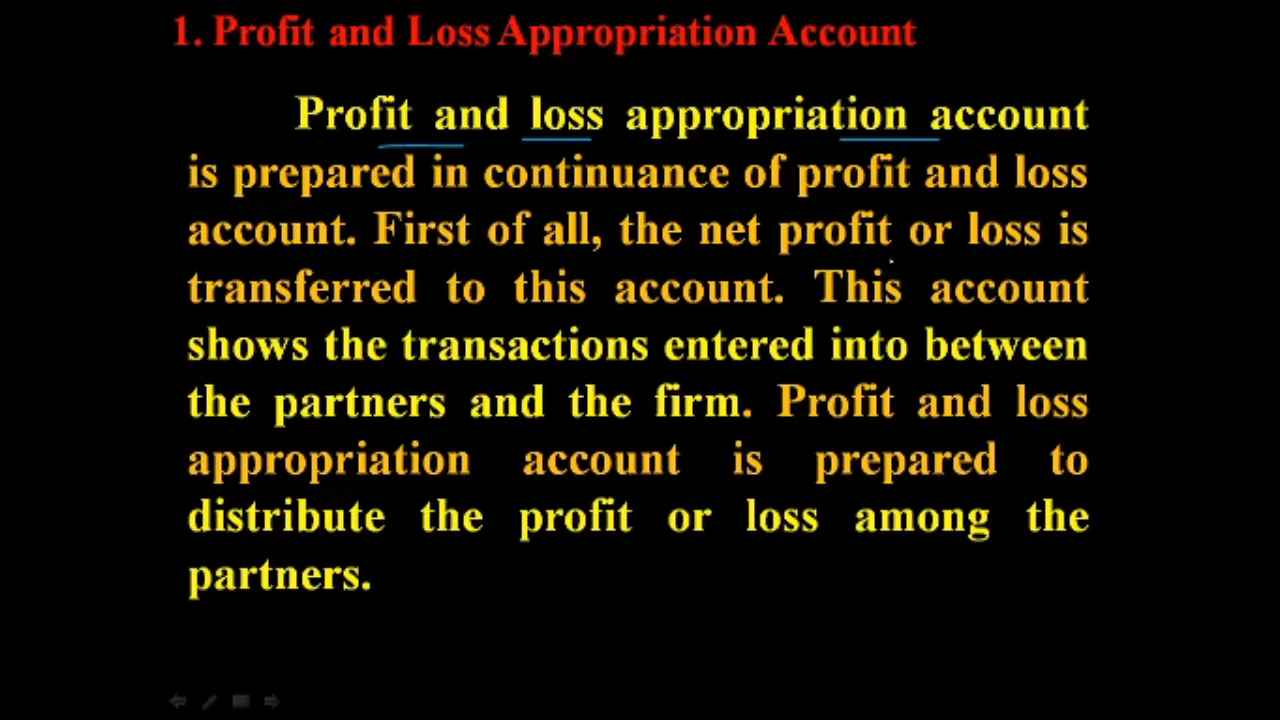 1. Profit and Loss Appropriation Account
Profit and loss appropriation account
is prepared in continuance of profit and loss
account. First of all, the net profit or loss is
transferred to this account. This account
shows the transactions entered into between
the partners and the firm. Profit and loss
appropriation account is prepared to
distribute the profit or loss among the
partners.